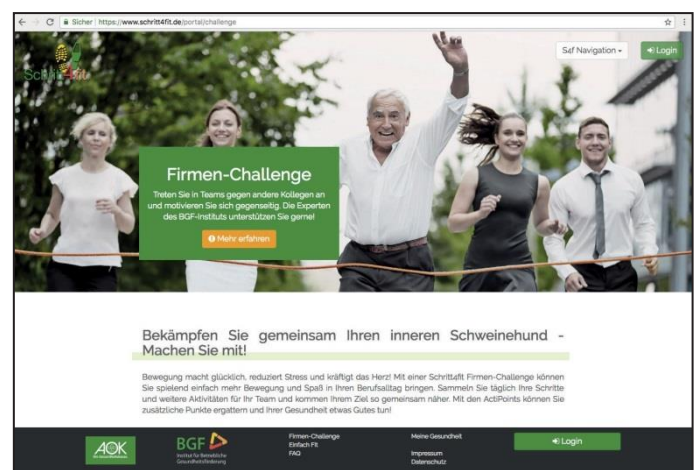 Sicher | https://www.schritt4fit.de/portal/challenge
Schritt4fit
S4f Navigation
Login
Firmen-Challenge
Treten Sie in Teams gegen andere Kollegen an
und motivieren Sie sich gegenseitig. Die Experten
des BGF-Instituts unterstützen Sie gerne!
Mehr erfahren
Bekämpfen Sie gemeinsam Ihren inneren Schweinehund -
Machen Sie mit!
Bewegung macht glücklich, reduziert Stress und kräftigt das Herz! Mit einer Schritt4fit Firmen-Challenge können
Sie spielend einfach mehr Bewegung und Spaß in Ihren Berufsalltag bringen. Sammeln Sie täglich Ihre Schritte
und weitere Aktivitäten für Ihr Team und kommen Ihrem Ziel so gemeinsam näher. Mit den ActiPoints können Sie
zusätzliche Punkte ergattern und Ihrer Gesundheit etwas Gutes tun!
AOK
Die Gesundheitskasse.
BGF
Institut für Betriebliche
Gesundheitsförderung
Firmen-Challenge
Einfach Fit
FAQ
Meine Gesundheit
Impressum
Datenschutz
Login